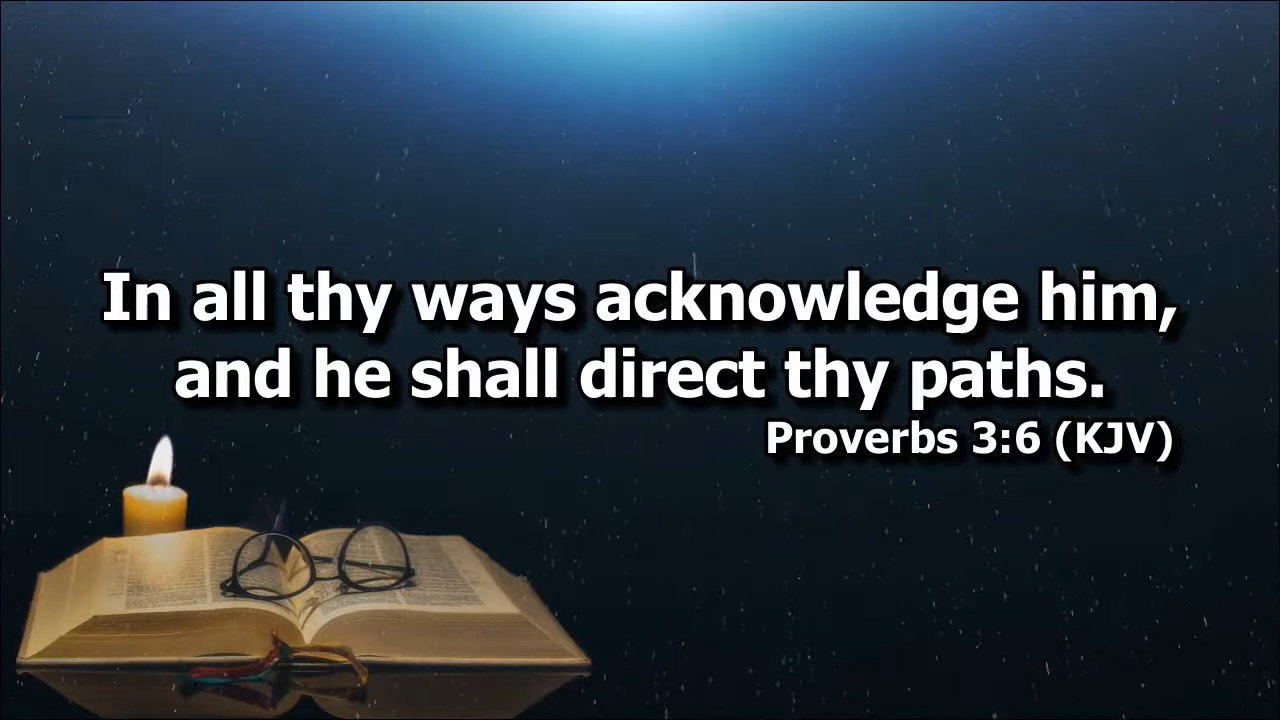 In all thy ways acknowledge him,
and he shall direct thy paths.
Proverbs 3:6 (KJV)